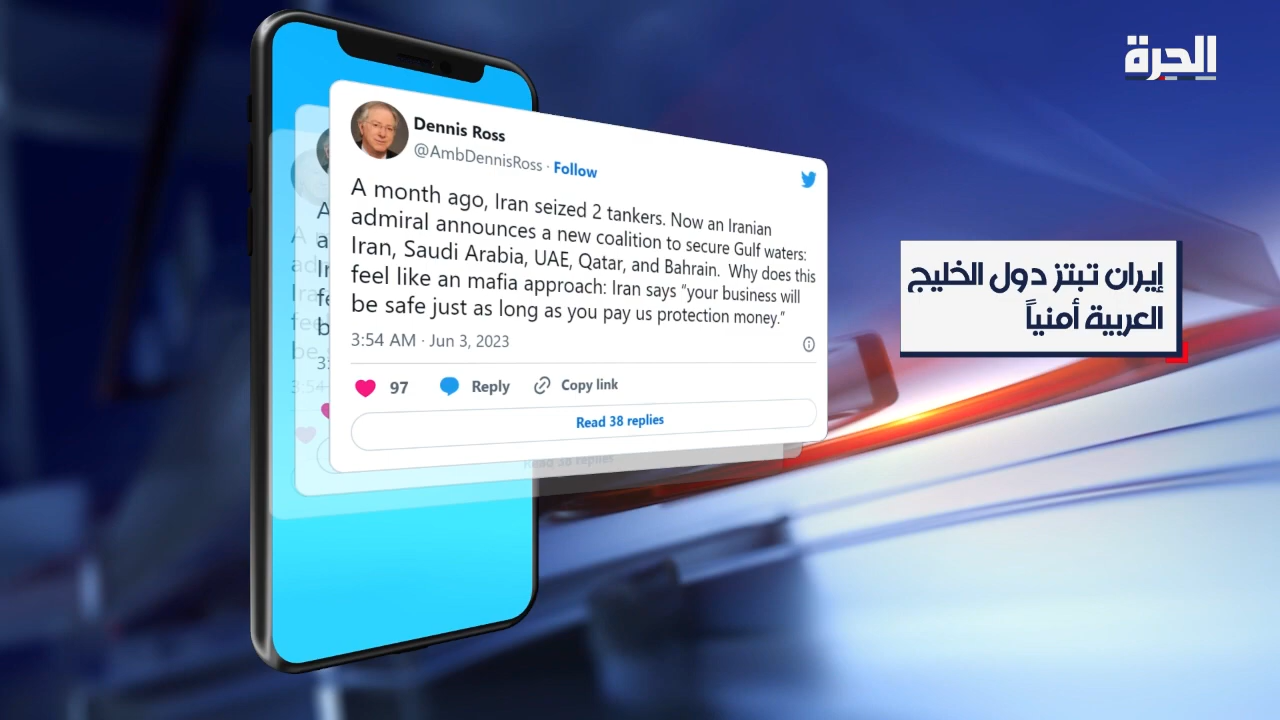 الحرة
Dennis Ross
@AmbDennisRoss · Follow
A month ago, Iran seized 2 tankers. Now an Iranian
admiral announces a new coalition to secure Gulf waters:
Iran, Saudi Arabia, UAE, Qatar, and Bahrain. Why does this
feel like an mafia approach: Iran says “your business will
be safe just as long as you pay us protection money.”
3:54 AM · Jun 3, 2023
97 Reply Copy link
Read 38 replies
إيران تبتز دول الخليج
العربية أمنياً
Read 38 replies